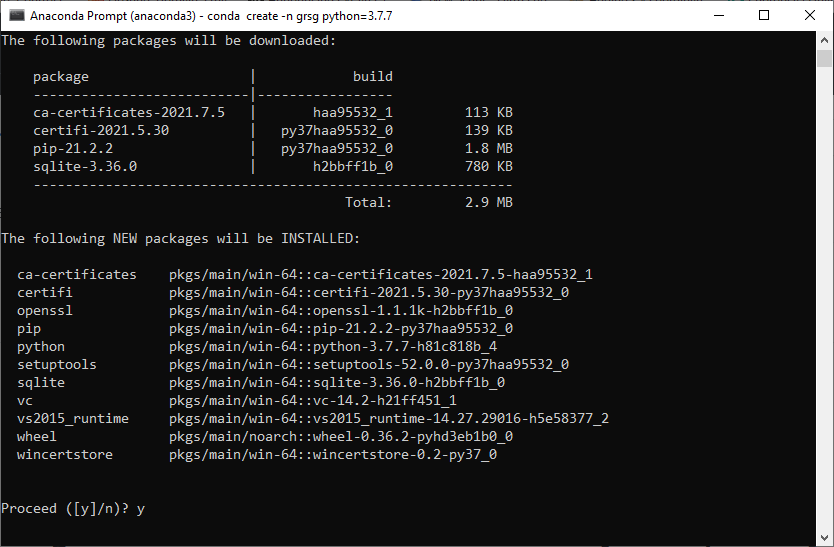 Anaconda Prompt (anaconda3) - conda  create -n grsg python=3.7.7
The following packages will be downloaded:
    package                    |            build
    ---------------------------|-----------------
    ca-certificates-2021.7.5   |       haa95532_1         113 KB
    certifi-2021.5.30          |   py37haa95532_0         139 KB
    pip-21.2.2                 |   py37haa95532_0         1.8 MB
    sqlite-3.36.0              |       h2bbff1b_0         780 KB
    ------------------------------------------------------------
                                           Total:         2.9 MB
The following NEW packages will be INSTALLED:
  ca-certificates    pkgs/main/win-64::ca-certificates-2021.7.5-haa95532_1
  certifi            pkgs/main/win-64::certifi-2021.5.30-py37haa95532_0
  openssl            pkgs/main/win-64::openssl-1.1.1k-h2bbff1b_0
  pip                pkgs/main/win-64::pip-21.2.2-py37haa95532_0
  python             pkgs/main/win-64::python-3.7.7-h81c818b_4
  setuptools         pkgs/main/win-64::setuptools-52.0.0-py37haa95532_0
  sqlite             pkgs/main/win-64::sqlite-3.36.0-h2bbff1b_0
  vc                 pkgs/main/win-64::vc-14.2-h21ff451_1
  vs2015_runtime     pkgs/main/win-64::vs2015_runtime-14.27.29016-h5e58377_2
  wheel              pkgs/main/noarch::wheel-0.36.2-pyhd3eb1b0_0
  wincertstore       pkgs/main/win-64::wincertstore-0.2-py37_0
Proceed ([y]/n)? y